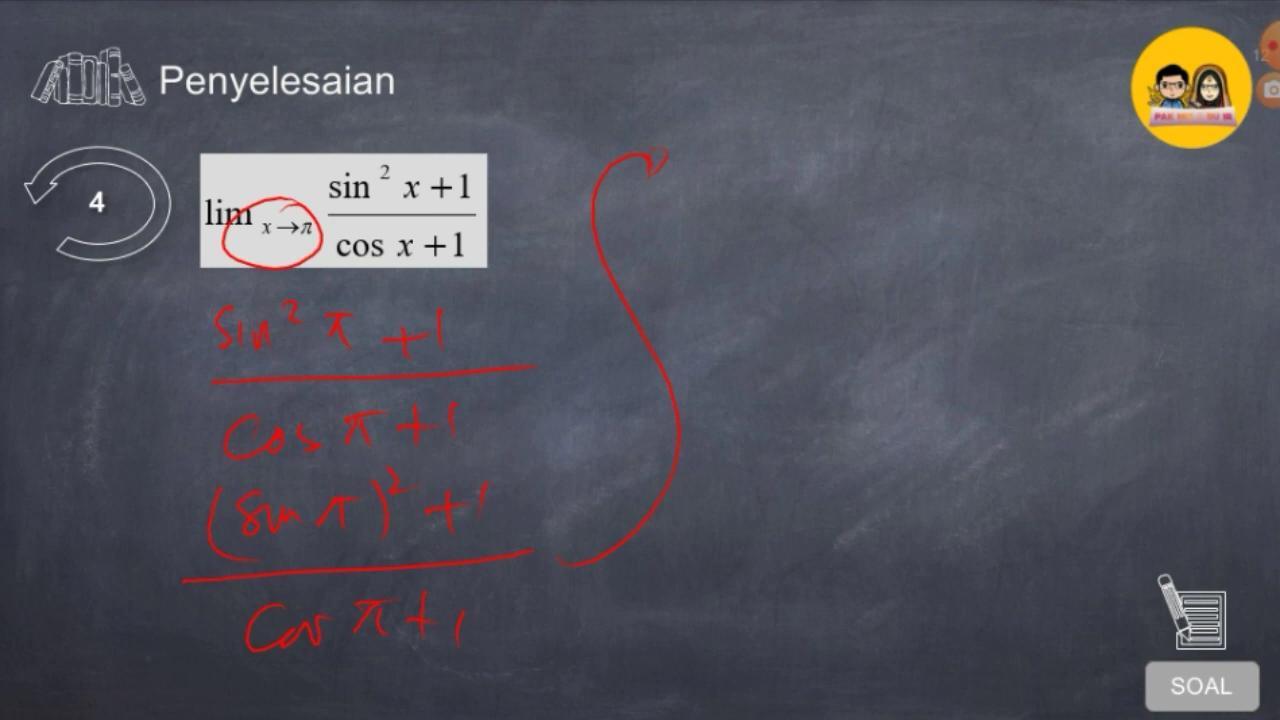 Penyelesaian
4
lim x→π sin² x + 1 / cos x + 1
sin² π + 1
cos π + 1
(sin π)² + 1
cos π + 1
SOAL